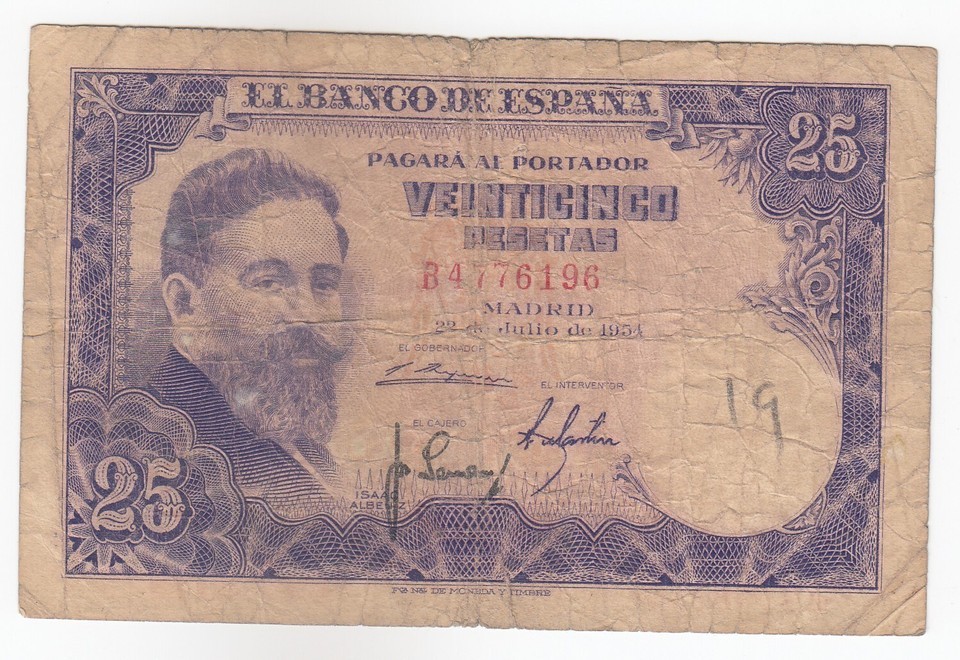 EL BANCO DE ESPAÑA
25
PAGARÁ AL PORTADOR
VEINTICINCO
PESETAS
B4776196
MADRID
22 de Julio de 1954
EL GOBERNADOR
EL INTERVENTOR
19
EL CAJERO
25
ISAAC
ALBENIZ
FCA NAL DE MONEDA Y TIMBRE